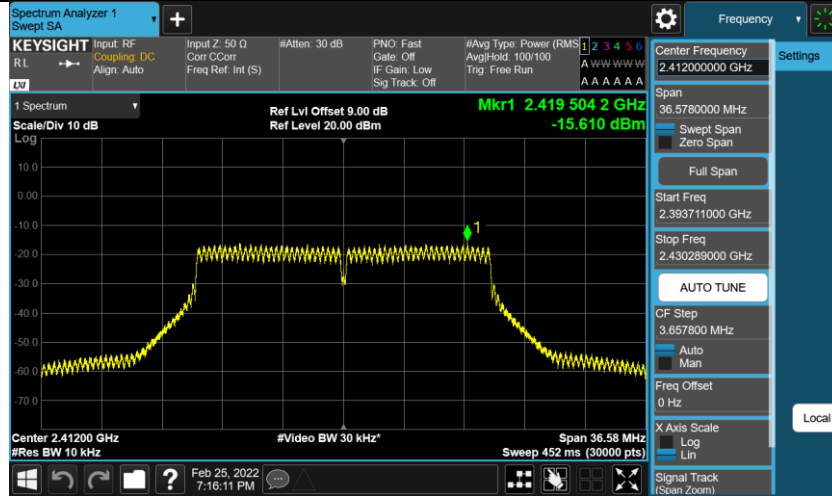 Spectrum Analyzer 1
Swept SA
Frequency
KEYSIGHT
RL
LXI
Input: RF
Coupling: DC
Align: Auto
Input Z: 50 Ω
Corr CCorr
Freq Ref: Int (S)
#Atten: 30 dB
PNO: Fast
Gate: Off
IF Gain: Low
Sig Track: Off
#Avg Type: Power (RMS
Avg|Hold: 100/100
Trig: Free Run
1 2 3 4 5 6
A W W W W W
A A A A A A
1 Spectrum
Scale/Div 10 dB
Log
Ref Lvl Offset 9.00 dB
Ref Level 20.00 dBm
Mkr1 2.419 504 2 GHz
-15.610 dBm
10.0
0.00
-10.0
-20.0
-30.0
-40.0
-50.0
-60.0
-70.0
1
Center 2.41200 GHz
#Res BW 10 kHz
#Video BW 30 kHz*
Span 36.58 MHz
Sweep 452 ms (30000 pts)
Feb 25, 2022
7:16:11 PM
Center Frequency
2.412000000 GHz
Span
36.5780000 MHz
Swept Span
Zero Span
Full Span
Start Freq
2.393711000 GHz
Stop Freq
2.430289000 GHz
AUTO TUNE
CF Step
3.657800 MHz
Auto
Man
Freq Offset
0 Hz
X Axis Scale
Log
Lin
Signal Track
(Span Zoom)
Settings
Local